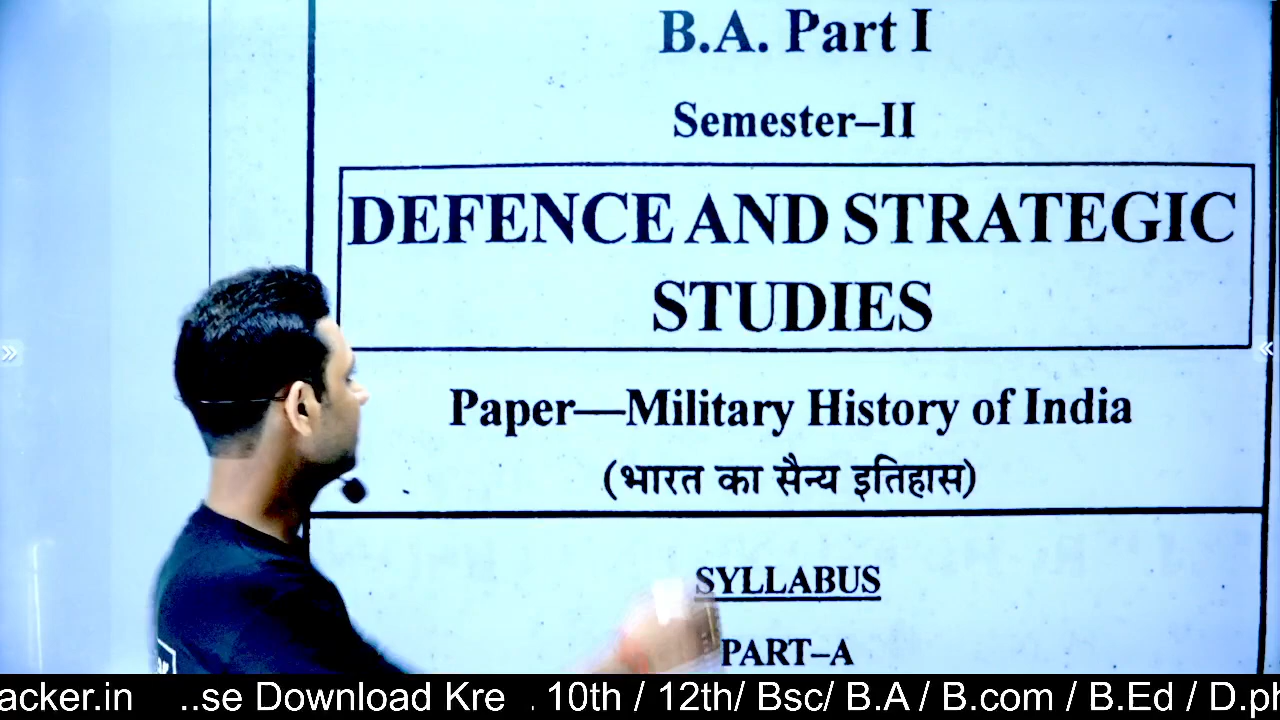 B.A. Part I
Semester–II
DEFENCE AND STRATEGIC
STUDIES
Paper—Military History of India
(भारत का सैन्य इतिहास)
SYLLABUS
PART–A
acker.in ..se Download Kre . 10th / 12th/ Bsc/ B.A / B.com / B.Ed / D.ph